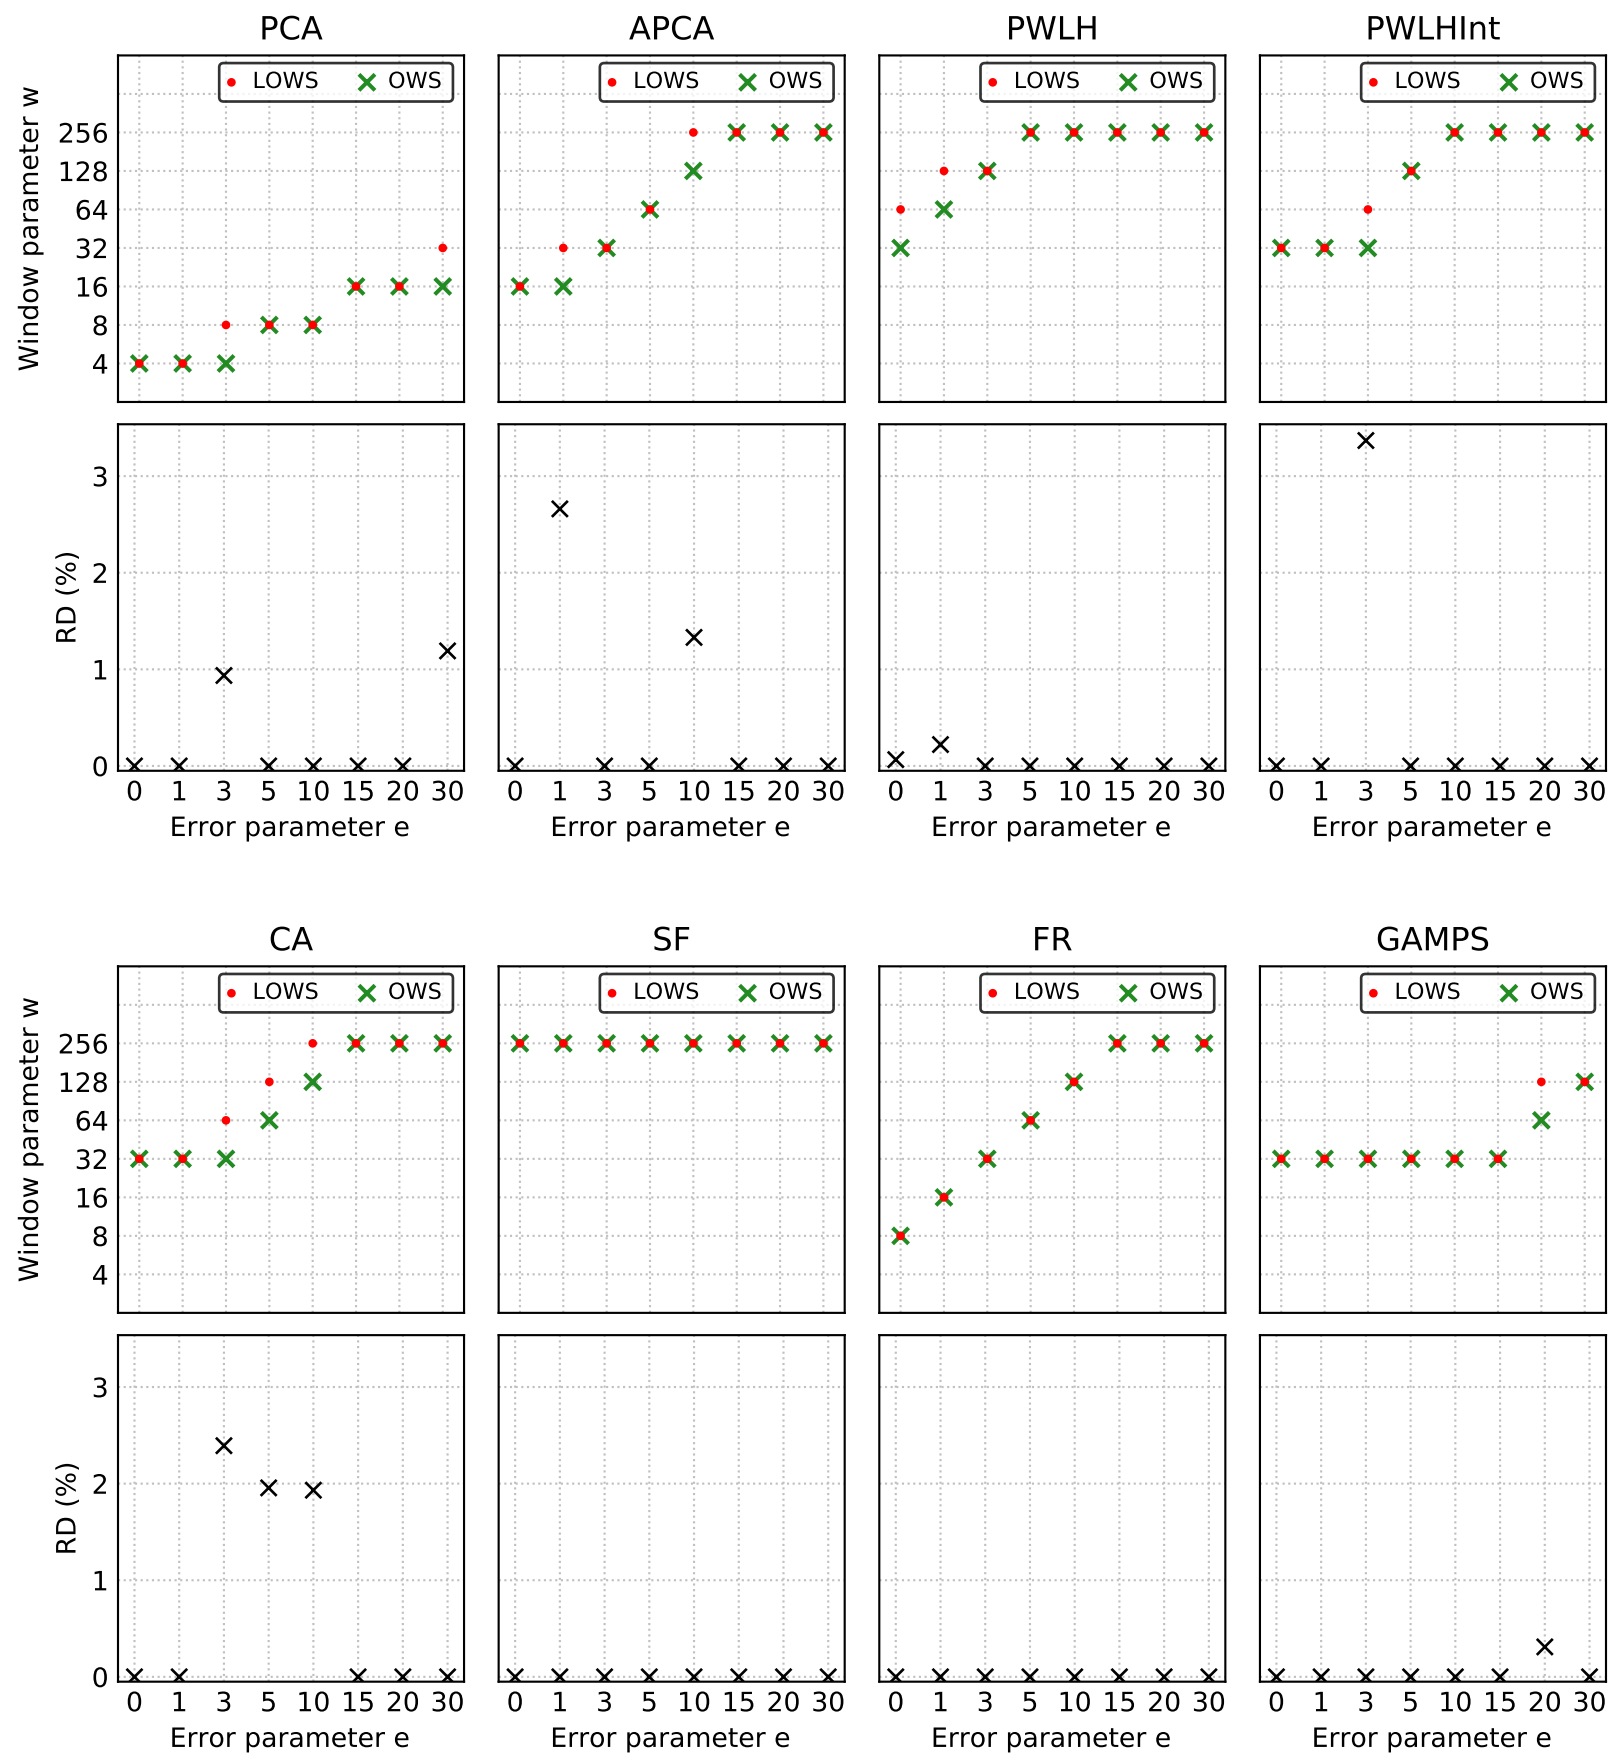 PCA APCA PWLH PWLHInt
LOWS OWS LOWS OWS LOWS OWS LOWS OWS
Window parameter w
256
128
64
32
16
8
4
RD (%)
3
2
1
0
0 1 3 5 10 15 20 30 0 1 3 5 10 15 20 30 0 1 3 5 10 15 20 30 0 1 3 5 10 15 20 30
Error parameter e Error parameter e Error parameter e Error parameter e
CA SF FR GAMPS
LOWS OWS LOWS OWS LOWS OWS LOWS OWS
Window parameter w
256
128
64
32
16
8
4
RD (%)
3
2
1
0
0 1 3 5 10 15 20 30 0 1 3 5 10 15 20 30 0 1 3 5 10 15 20 30 0 1 3 5 10 15 20 30
Error parameter e Error parameter e Error parameter e Error parameter e